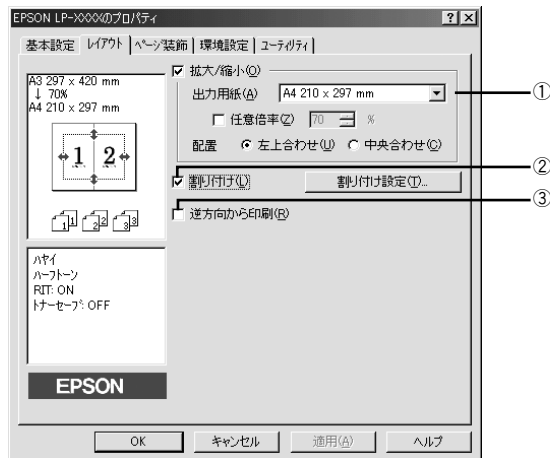 EPSON LP-XXXXのプロパティ
? ×
基本設定 レイアウト ページ装飾 環境設定 ユーティリティ
A3 297 x 420 mm
↓ 70%
A4 210 x 297 mm
1 2
1 1 2 2 3 3
ハヤイ
ハーフトーン
RIT: ON
トナーセーブ: OFF
EPSON
拡大/縮小(O)
出力用紙(A) A4 210 x 297 mm ①
任意倍率(Z) 70 %
配置 左上合わせ(U) 中央合わせ(C)
割り付け(L) 割り付け設定(T)... ②
逆方向から印刷(R) ③
OK キャンセル 適用(A) ヘルプ